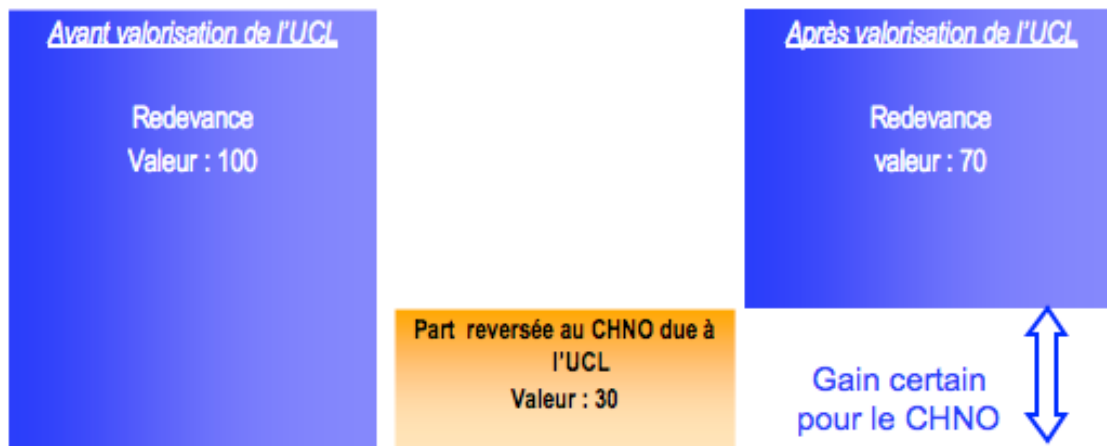 Avant valorisation de l'UCL
Redevance
Valeur : 100
Part reversée au CHNO due à
l'UCL
Valeur : 30
Après valorisation de l'UCL
Redevance
valeur : 70
Gain certain
pour le CHNO